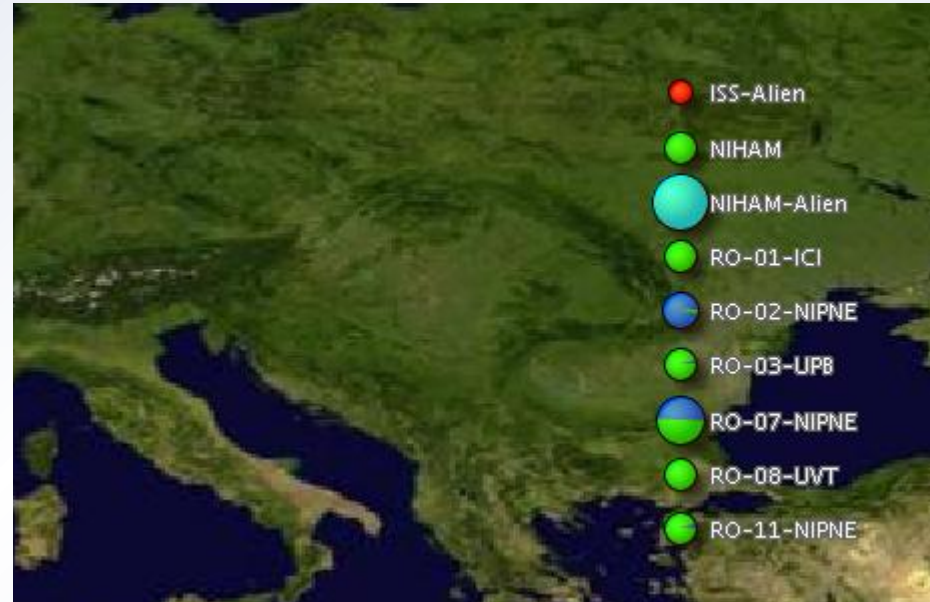 ISS-Alien
NIHAM
NIHAM-Alien
RO-01-ICI
RO-02-NIPNE
RO-03-UPB
RO-07-NIPNE
RO-08-UVT
RO-11-NIPNE